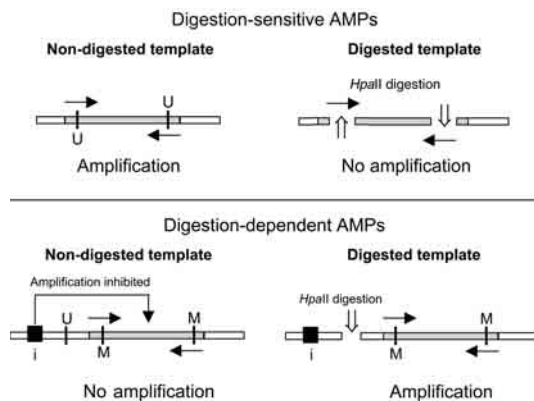 Digestion-sensitive AMPs
Non-digested template
Digested template
HpaII digestion
U
U
Amplification
No amplification
Digestion-dependent AMPs
Non-digested template
Digested template
Amplification inhibited
HpaII digestion
U
M
M
i
M
M
i
No amplification
Amplification